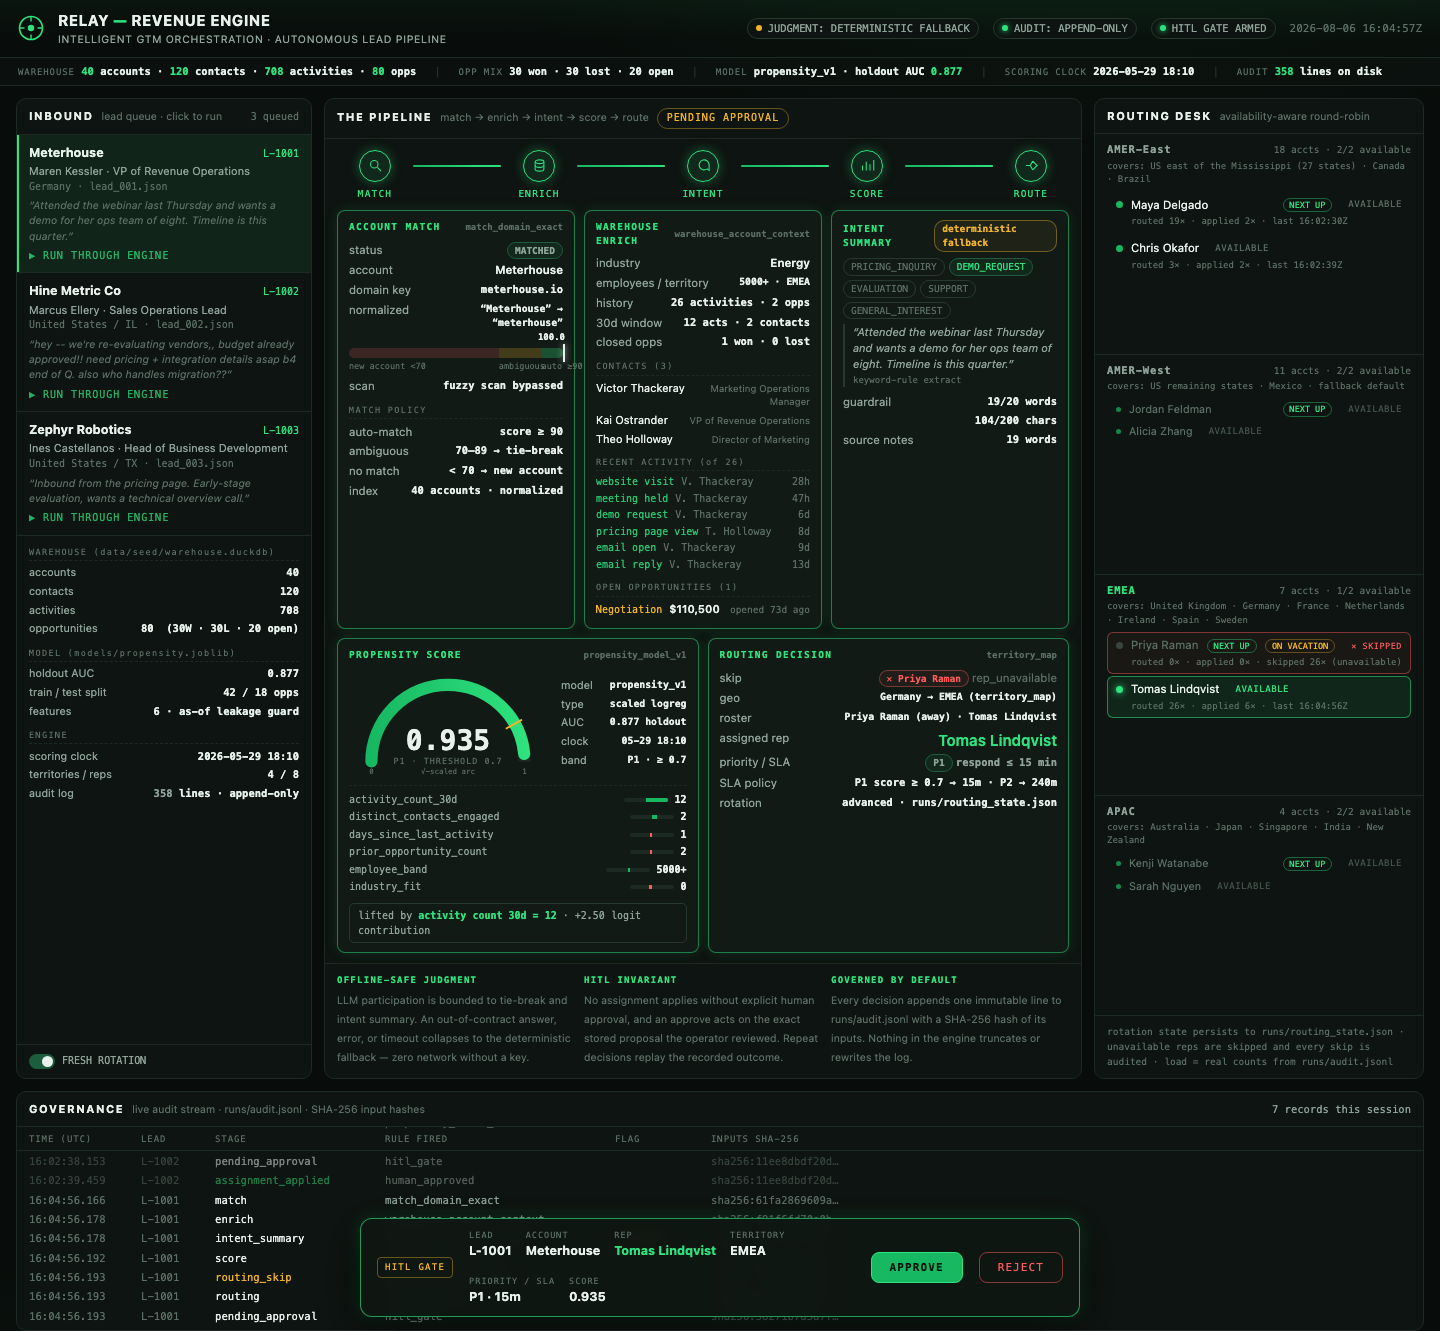 RELAY — REVENUE ENGINE
INTELLIGENT GTM ORCHESTRATION · AUTONOMOUS LEAD PIPELINE
JUDGMENT: DETERMINISTIC FALLBACK
AUDIT: APPEND-ONLY
HITL GATE ARMED
2026-08-06 16:04:57Z
WAREHOUSE 40 accounts · 120 contacts · 708 activities · 80 opps
OPP MIX 30 won · 30 lost · 20 open
MODEL propensity_v1 · holdout AUC 0.877
SCORING CLOCK 2026-05-29 18:10
AUDIT 358 lines on disk
INBOUND lead queue · click to run 3 queued
Meterhouse L-1001
Maren Kessler · VP of Revenue Operations
Germany · lead_001.json
"Attended the webinar last Thursday and wants a
demo for her ops team of eight. Timeline is this
quarter."
▶ RUN THROUGH ENGINE
Hine Metric Co L-1002
Marcus Ellery · Sales Operations Lead
United States / IL · lead_002.json
"hey -- we're re-evaluating vendors,, budget already
approved!! need pricing + integration details asap b4
end of Q. also who handles migration??"
▶ RUN THROUGH ENGINE
Zephyr Robotics L-1003
Ines Castellanos · Head of Business Development
United States / TX · lead_003.json
"Inbound from the pricing page. Early-stage
evaluation, wants a technical overview call."
▶ RUN THROUGH ENGINE
WAREHOUSE (data/seed/warehouse.duckdb)
accounts 40
contacts 120
activities 708
opportunities 80 (30W · 30L · 20 open)
MODEL (models/propensity.joblib)
holdout AUC 0.877
train / test split 42 / 18 opps
features 6 · as-of leakage guard
ENGINE
scoring clock 2026-05-29 18:10
territories / reps 4 / 8
audit log 358 lines · append-only
FRESH ROTATION
THE PIPELINE match → enrich → intent → score → route PENDING APPROVAL
MATCH
ENRICH
INTENT
SCORE
ROUTE
ACCOUNT MATCH match_domain_exact
status MATCHED
account Meterhouse
domain key meterhouse.io
normalized "Meterhouse" →
"meterhouse"
100.0
new account <70 ambiguous auto ≥90
scan fuzzy scan bypassed
MATCH POLICY
auto-match score ≥ 90
ambiguous 70–89 → tie-break
no match < 70 → new account
index 40 accounts · normalized
WAREHOUSE
ENRICH warehouse_account_context
industry Energy
employees / territory 5000+ · EMEA
history 26 activities · 2 opps
30d window 12 acts · 2 contacts
closed opps 1 won · 0 lost
CONTACTS (3)
Victor Thackeray Marketing Operations
Manager
Kai Ostrander VP of Revenue Operations
Theo Holloway Director of Marketing
RECENT ACTIVITY (of 26)
website visit V. Thackeray 28h
meeting held V. Thackeray 47h
demo request V. Thackeray 6d
pricing page view T. Holloway 8d
email open V. Thackeray 9d
email reply V. Thackeray 13d
OPEN OPPORTUNITIES (1)
Negotiation $110,500 opened 73d ago
INTENT
SUMMARY
deterministic
fallback
PRICING_INQUIRY DEMO_REQUEST
EVALUATION SUPPORT
GENERAL_INTEREST
"Attended the webinar last Thursday
and wants a demo for her ops team of
eight. Timeline is this quarter."
keyword-rule extract
guardrail 19/20 words
104/200 chars
source notes 19 words
PROPENSITY SCORE propensity_model_v1
0.935
P1 · THRESHOLD 0.7
0 √-scaled arc 1
model propensity_v1
type scaled logreg
AUC 0.877 holdout
clock 05-29 18:10
band P1 · ≥ 0.7
activity_count_30d 12
distinct_contacts_engaged 2
days_since_last_activity 1
prior_opportunity_count 2
employee_band 5000+
industry_fit 0
lifted by activity count 30d = 12 · +2.50 logit
contribution
ROUTING DECISION territory_map
skip × Priya Raman rep_unavailable
geo Germany → EMEA (territory_map)
roster Priya Raman (away) · Tomas Lindqvist
assigned rep Tomas Lindqvist
priority / SLA P1 respond ≤ 15 min
SLA policy P1 score ≥ 0.7 → 15m · P2 → 240m
rotation advanced · runs/routing_state.json
OFFLINE-SAFE JUDGMENT
LLM participation is bounded to tie-break and
intent summary. An out-of-contract answer,
error, or timeout collapses to the deterministic
fallback — zero network without a key.
HITL INVARIANT
No assignment applies without explicit human
approval, and an approve acts on the exact
stored proposal the operator reviewed. Repeat
decisions replay the recorded outcome.
GOVERNED BY DEFAULT
Every decision appends one immutable line to
runs/audit.jsonl with a SHA-256 hash of its
inputs. Nothing in the engine truncates or
rewrites the log.
ROUTING DESK availability-aware round-robin
AMER-East 18 accts · 2/2 available
covers: US east of the Mississippi (27 states) · Canada
· Brazil
Maya Delgado NEXT UP AVAILABLE
routed 19× · applied 2× · last 16:02:30Z
Chris Okafor AVAILABLE
routed 3× · applied 2× · last 16:02:39Z
AMER-West 11 accts · 2/2 available
covers: US remaining states · Mexico · fallback default
Jordan Feldman NEXT UP AVAILABLE
Alicia Zhang AVAILABLE
EMEA 7 accts · 1/2 available
covers: United Kingdom · Germany · France · Netherlands
· Ireland · Spain · Sweden
Priya Raman NEXT UP ON VACATION × SKIPPED
routed 0× · applied 0× · skipped 26× (unavailable)
Tomas Lindqvist AVAILABLE
routed 26× · applied 6× · last 16:04:56Z
APAC 4 accts · 2/2 available
covers: Australia · Japan · Singapore · India · New
Zealand
Kenji Watanabe NEXT UP AVAILABLE
Sarah Nguyen AVAILABLE
rotation state persists to runs/routing_state.json ·
unavailable reps are skipped and every skip is
audited · load = real counts from runs/audit.jsonl
GOVERNANCE live audit stream · runs/audit.jsonl · SHA-256 input hashes 7 records this session
TIME (UTC) LEAD STAGE RULE FIRED FLAG INPUTS SHA-256
16:02:38.153 L-1002 pending_approval hitl_gate sha256:11ee8dbdf20d…
16:02:39.459 L-1002 assignment_applied human_approved sha256:11ee8dbdf20d…
16:04:56.166 L-1001 match match_domain_exact sha256:61fa2869609a…
16:04:56.178 L-1001 enrich
16:04:56.178 L-1001 intent_summary
16:04:56.192 L-1001 score
16:04:56.193 L-1001 routing_skip
16:04:56.193 L-1001 routing
16:04:56.193 L-1001 pending_approval hitl_gate
HITL GATE
LEAD ACCOUNT REP TERRITORY
L-1001 Meterhouse Tomas Lindqvist EMEA
PRIORITY / SLA SCORE
P1 · 15m 0.935
APPROVE
REJECT